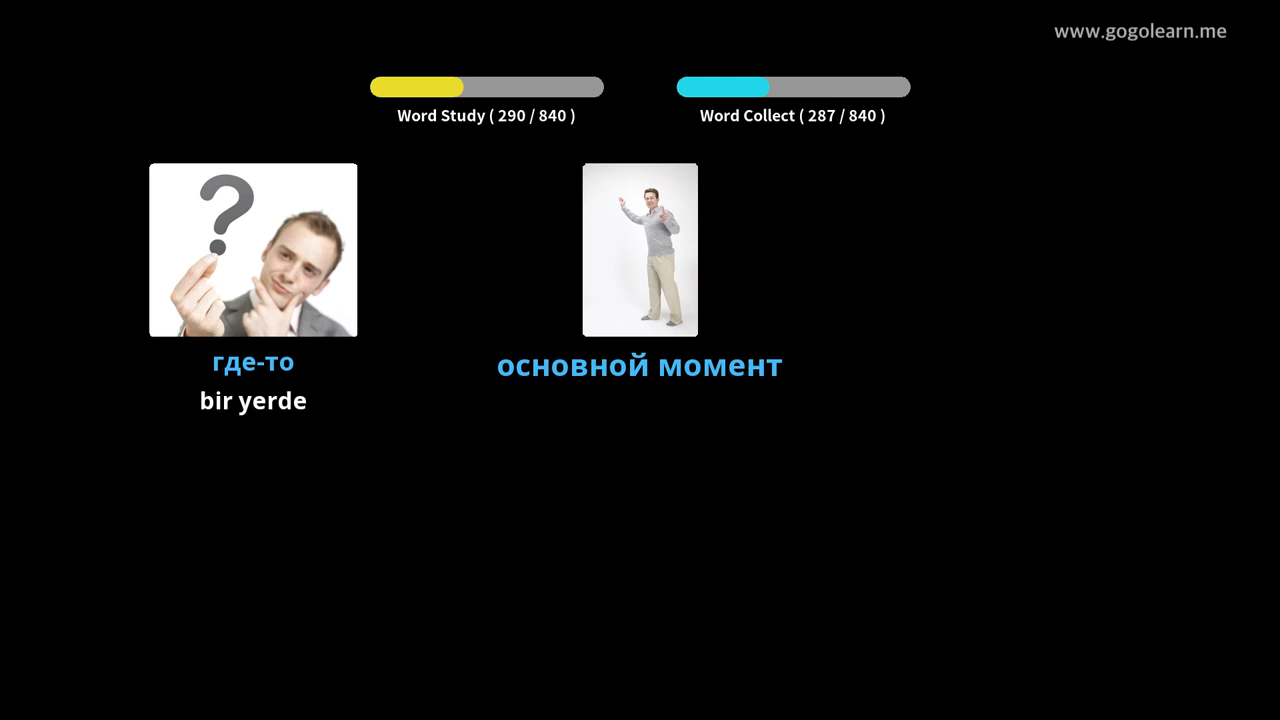 www.gogolearn.me
Word Study ( 290 / 840 )
Word Collect ( 287 / 840 )
где-то
bir yerde
основной момент